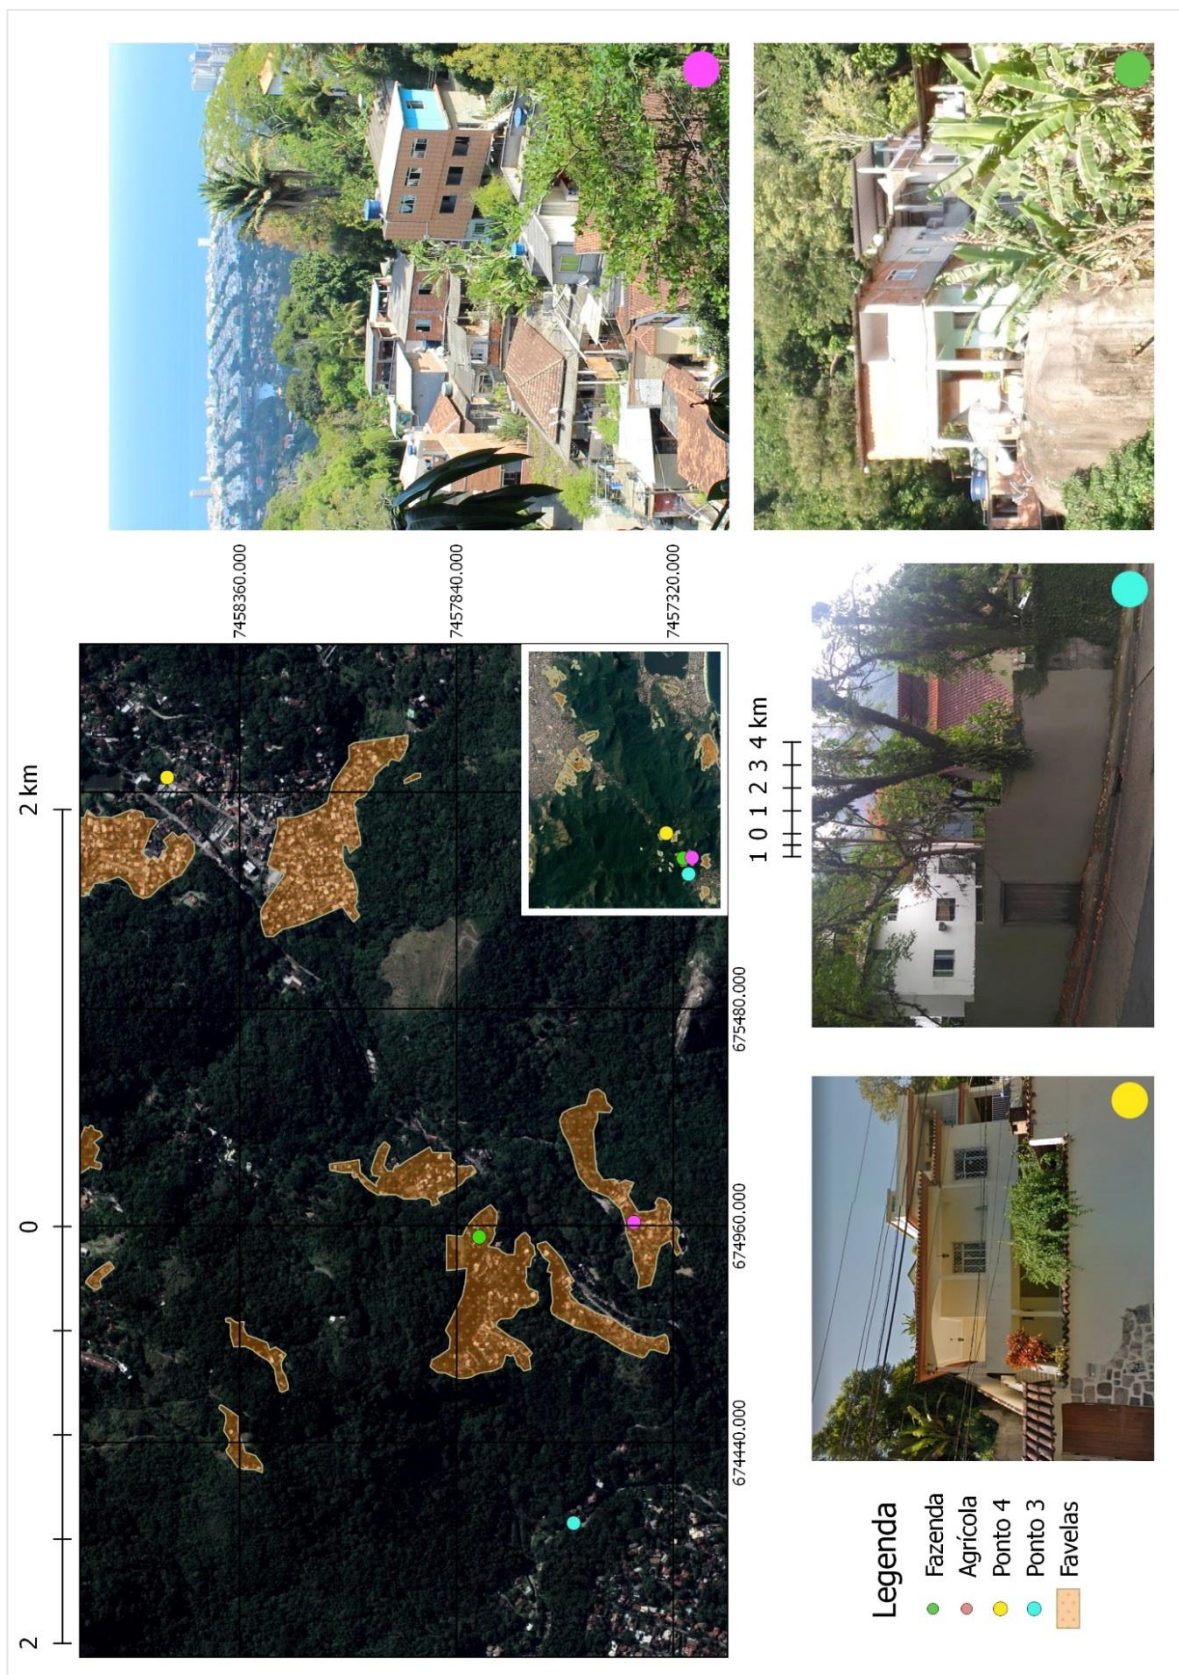 2 0 2 km
7458360.000
7457840.000
7457320.000
674440.000 674960.000 675480.000
1 0 1 2 3 4 km
Legenda
Fazenda
Agrícola
Ponto 4
Ponto 3
Favelas